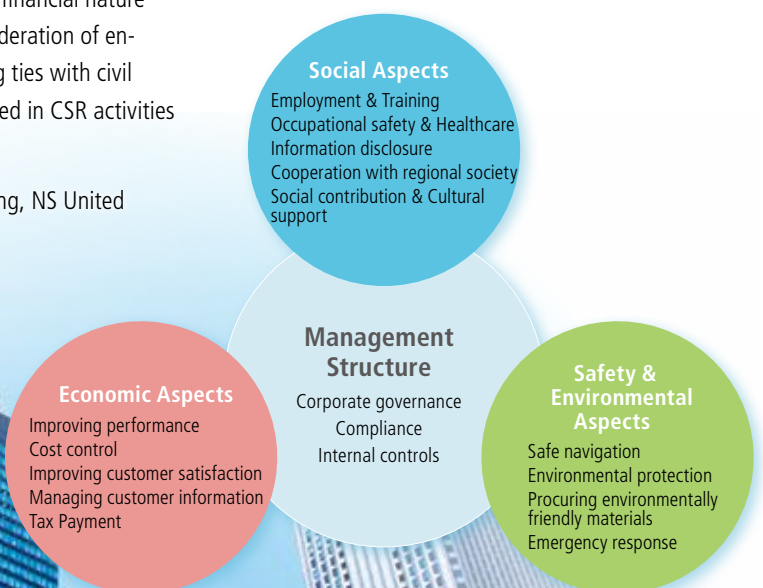 financial nature
deration of en-
g ties with civil
ed in CSR activities
ng, NS United
Social Aspects
Employment & Training
Occupational safety & Healthcare
Information disclosure
Cooperation with regional society
Social contribution & Cultural
support
Management
Structure
Corporate governance
Compliance
Internal controls
Economic Aspects
Improving performance
Cost control
Improving customer satisfaction
Managing customer information
Tax Payment
Safety &
Environmental
Aspects
Safe navigation
Environmental protection
Procuring environmentally
friendly materials
Emergency response